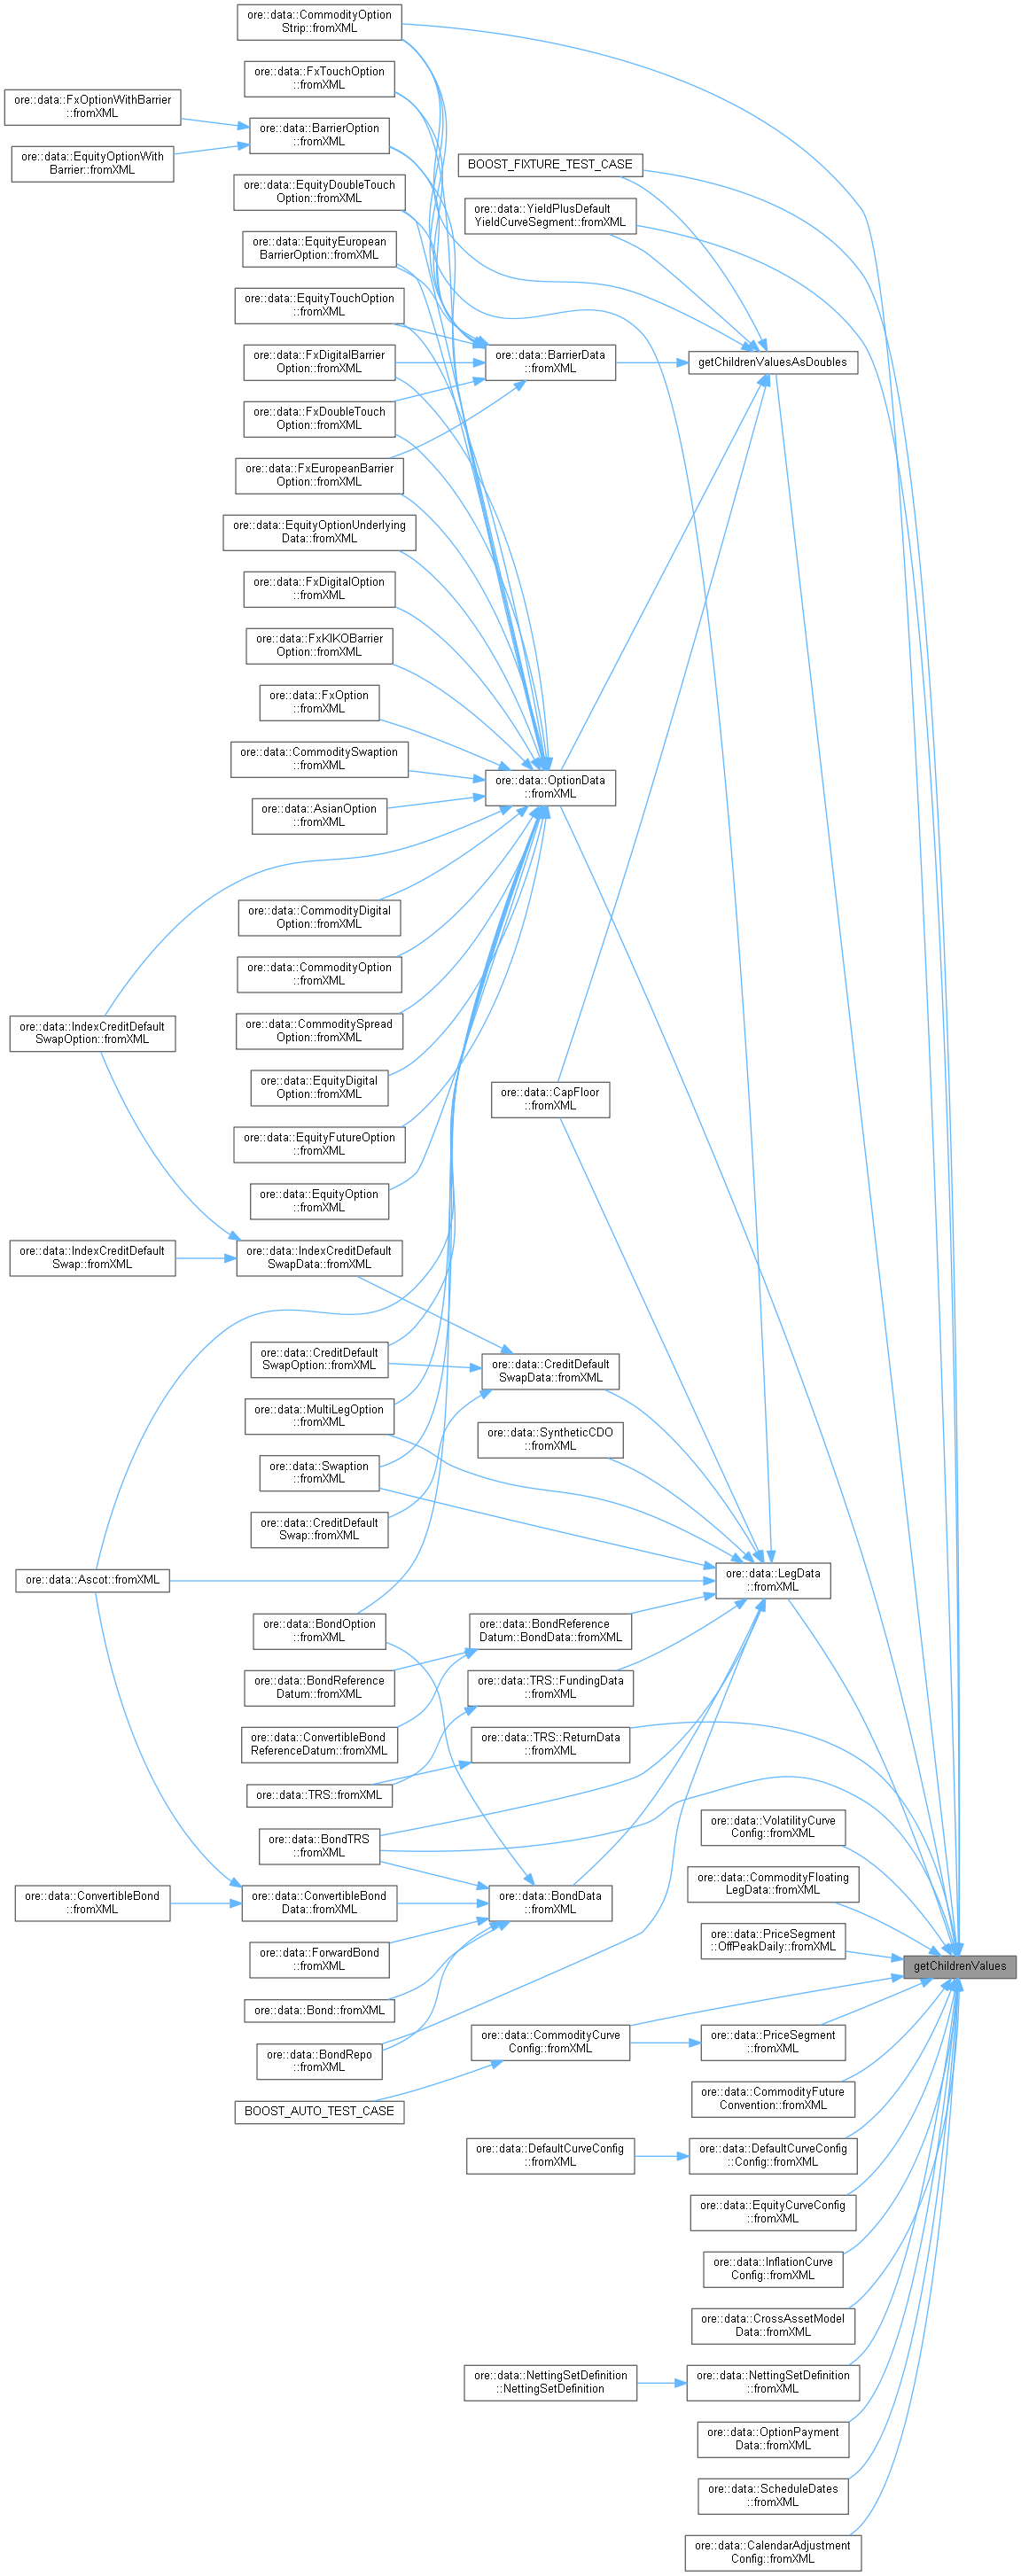 ore::data::CommodityOption
Strip::fromXML
ore::data::FxTouchOption
::fromXML
ore::data::FxOptionWithBarrier
::fromXML
ore::data::BarrierOption
::fromXML
ore::data::EquityOptionWith
Barrier::fromXML
BOOST_FIXTURE_TEST_CASE
ore::data::EquityDoubleTouch
Option::fromXML
ore::data::YieldPlusDefault
YieldCurveSegment::fromXML
ore::data::EquityEuropean
BarrierOption::fromXML
ore::data::EquityTouchOption
::fromXML
ore::data::FxDigitalBarrier
Option::fromXML
ore::data::BarrierData
::fromXML
getChildrenValuesAsDoubles
ore::data::FxDoubleTouch
Option::fromXML
ore::data::FxEuropeanBarrier
Option::fromXML
ore::data::EquityOptionUnderlying
Data::fromXML
ore::data::FxDigitalOption
::fromXML
ore::data::FxKIKOBarrier
Option::fromXML
ore::data::FxOption
::fromXML
ore::data::CommoditySwaption
::fromXML
ore::data::OptionData
::fromXML
ore::data::AsianOption
::fromXML
ore::data::CommodityDigital
Option::fromXML
ore::data::CommodityOption
::fromXML
ore::data::IndexCreditDefault
SwapOption::fromXML
ore::data::CommoditySpread
Option::fromXML
ore::data::EquityDigital
Option::fromXML
ore::data::CapFloor
::fromXML
ore::data::EquityFutureOption
::fromXML
ore::data::EquityOption
::fromXML
ore::data::IndexCreditDefault
Swap::fromXML
ore::data::IndexCreditDefault
SwapData::fromXML
ore::data::CreditDefault
SwapOption::fromXML
ore::data::CreditDefault
SwapData::fromXML
ore::data::MultiLegOption
::fromXML
ore::data::SyntheticCDO
::fromXML
ore::data::Swaption
::fromXML
ore::data::CreditDefault
Swap::fromXML
ore::data::Ascot::fromXML
ore::data::LegData
::fromXML
ore::data::BondOption
::fromXML
ore::data::BondReference
Datum::BondData::fromXML
ore::data::BondReference
Datum::fromXML
ore::data::TRS::FundingData
::fromXML
ore::data::ConvertibleBond
ReferenceDatum::fromXML
ore::data::TRS::ReturnData
::fromXML
ore::data::TRS::fromXML
ore::data::VolatilityCurve
Config::fromXML
ore::data::BondTRS
::fromXML
ore::data::CommodityFloating
LegData::fromXML
ore::data::ConvertibleBond
::fromXML
ore::data::ConvertibleBond
Data::fromXML
ore::data::BondData
::fromXML
ore::data::PriceSegment
::OffPeakDaily::fromXML
ore::data::ForwardBond
::fromXML
getChildrenValues
ore::data::Bond::fromXML
ore::data::CommodityCurve
Config::fromXML
ore::data::PriceSegment
::fromXML
ore::data::BondRepo
::fromXML
ore::data::CommodityFuture
Convention::fromXML
BOOST_AUTO_TEST_CASE
ore::data::DefaultCurveConfig
::fromXML
ore::data::DefaultCurveConfig
::Config::fromXML
ore::data::EquityCurveConfig
::fromXML
ore::data::InflationCurve
Config::fromXML
ore::data::CrossAssetModel
Data::fromXML
ore::data::NettingSetDefinition
::NettingSetDefinition
ore::data::NettingSetDefinition
::fromXML
ore::data::OptionPayment
Data::fromXML
ore::data::ScheduleDates
::fromXML
ore::data::CalendarAdjustment
Config::fromXML